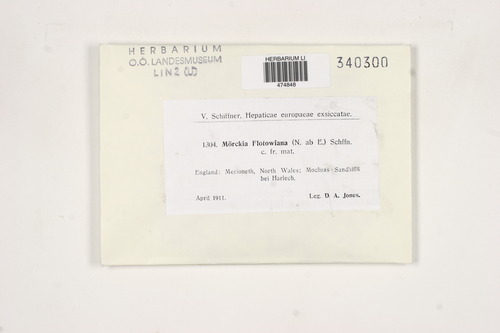 HERBARIUM
O.Ö. LANDESMUSEUM
LINZ (LI)
HERBARIUM LI
474848
340300
V. Schiffner, Hepaticae europaeae exsiccatae.
1304. Mörckia Flotowiana (N. ab E.) Schffn.
c. fr. mat.
England: Merioneth, North Wales; Mochras
bei Harlech.
April 1911.
Leg. D. A. Jones.